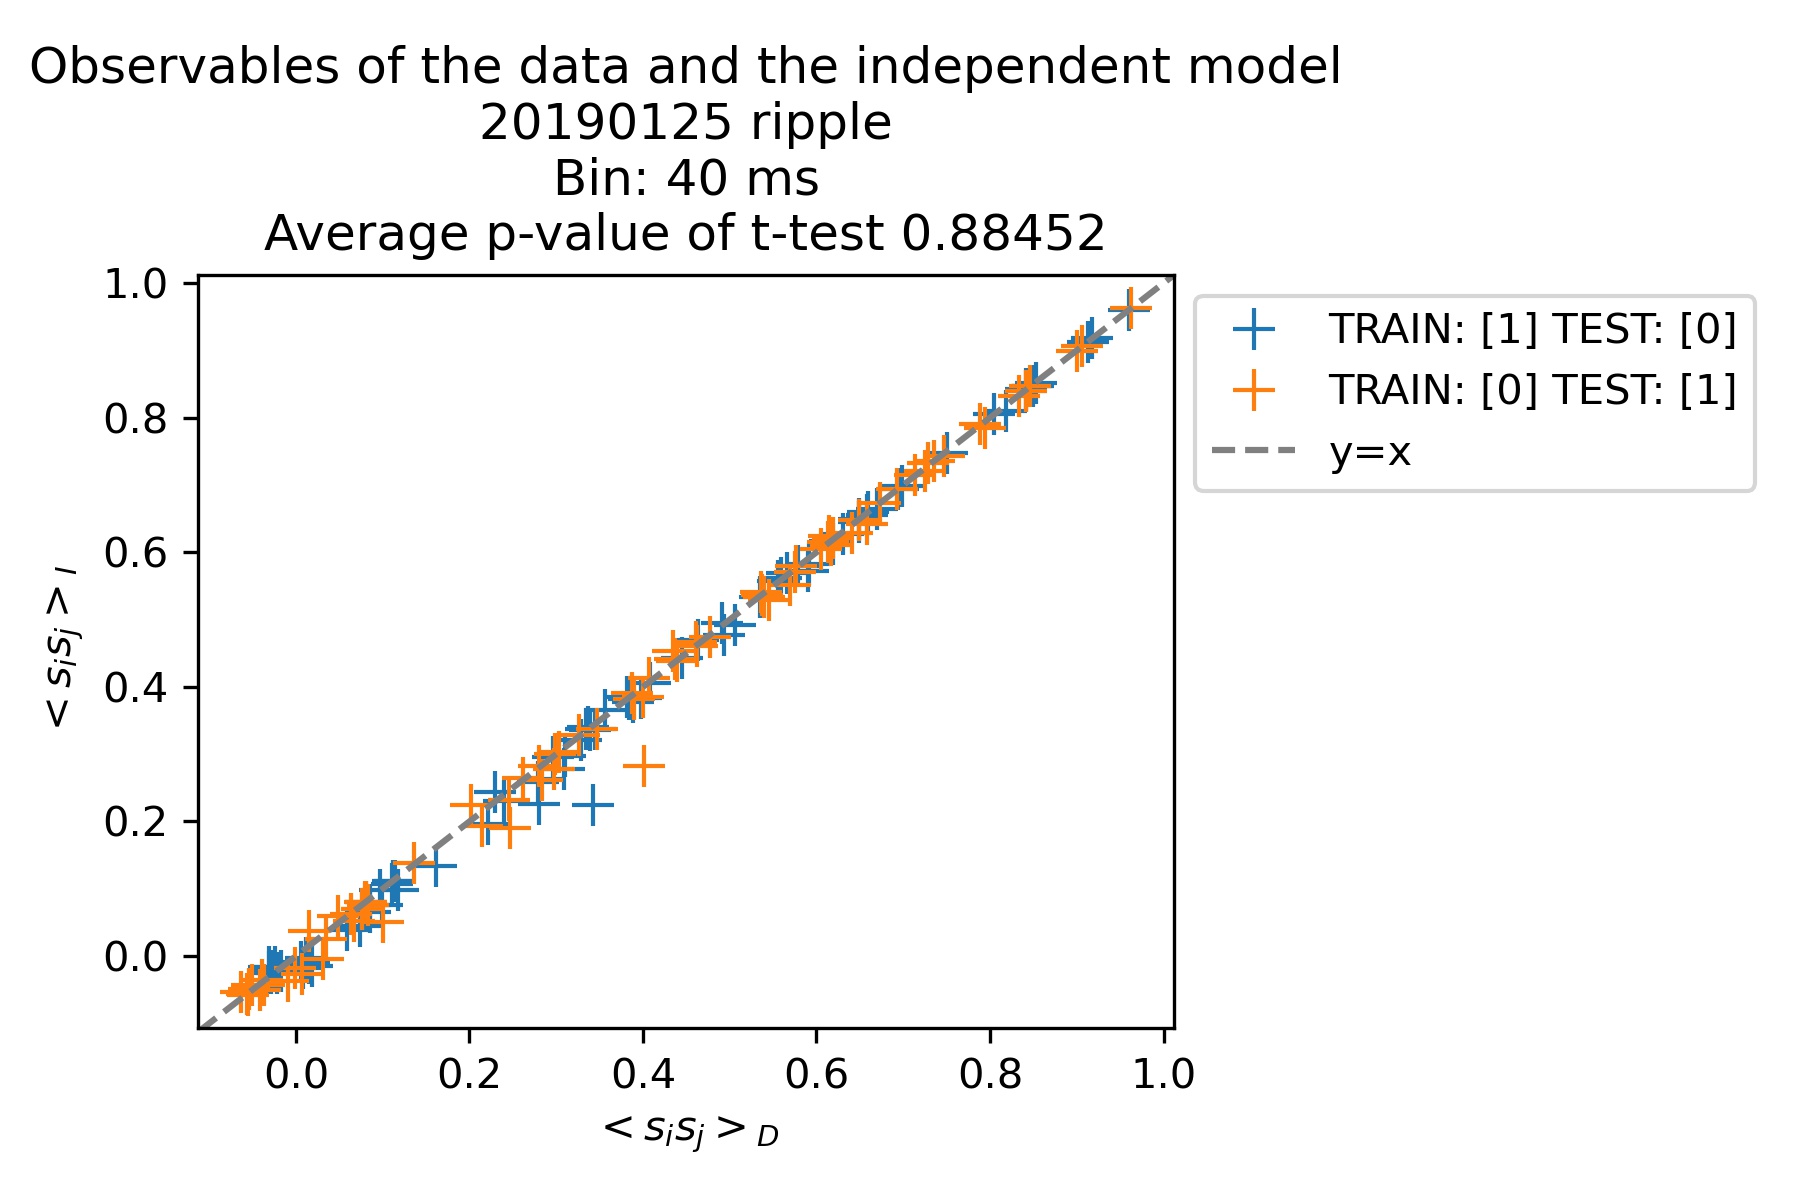 Observables of the data and the independent model
20190125 ripple
Bin: 40 ms
Average p-value of t-test 0.88452
1.0
0.8
0.6
0.4
0.2
0.0
< s_i s_j >_I
0.0 0.2 0.4 0.6 0.8 1.0
< s_i s_j >_D
TRAIN: [1] TEST: [0]
TRAIN: [0] TEST: [1]
y=x